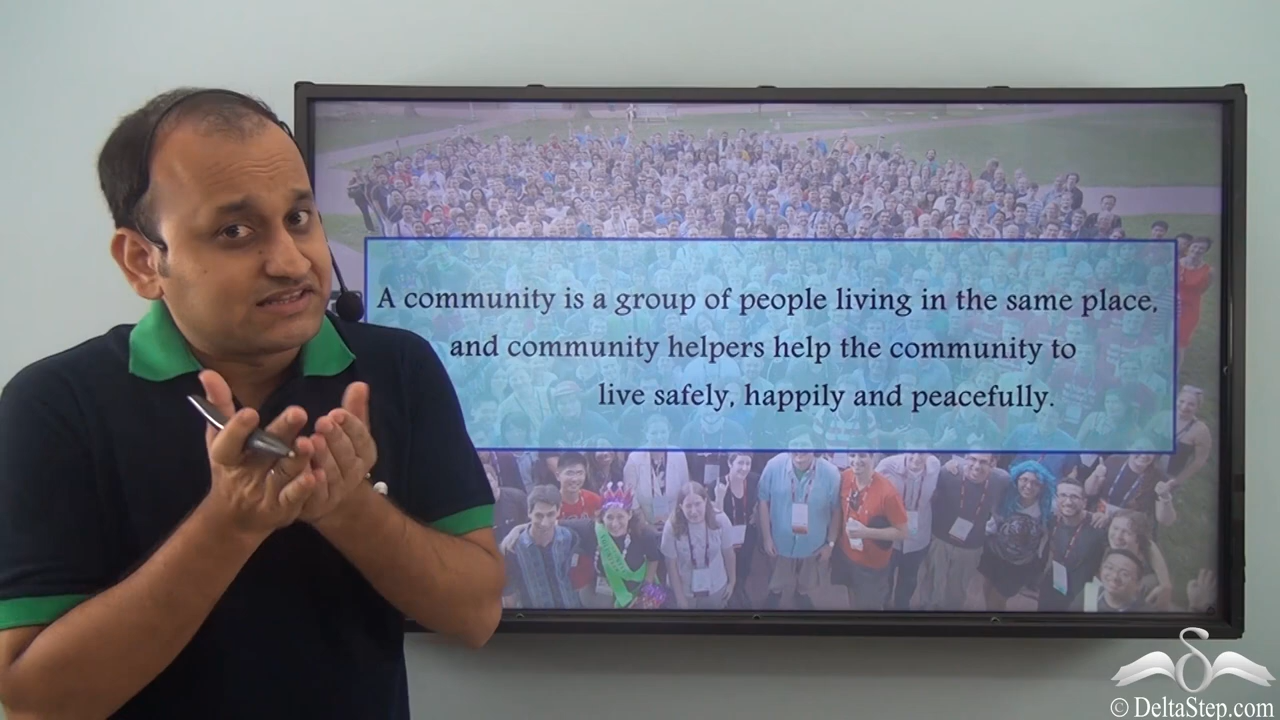 A community is a group of people living in the same place,
and community helpers help the community to
live safely, happily and peacefully.
© DeltaStep.com